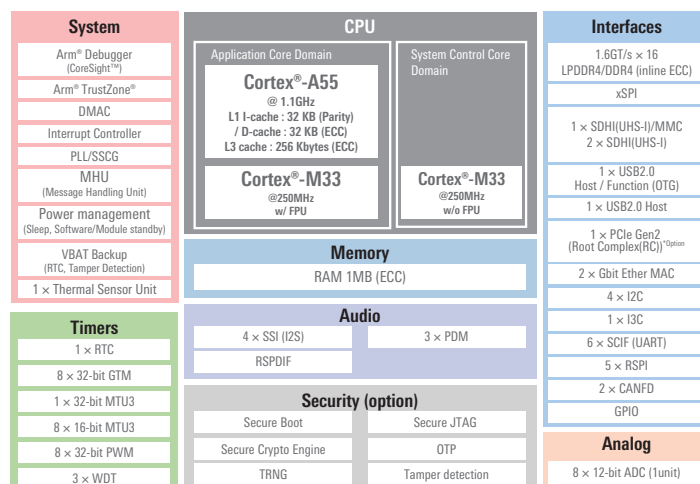 System
Arm® Debugger
(CoreSight™)
Arm® TrustZone®
DMAC
Interrupt Controller
PLL/SSCG
MHU
(Message Handling Unit)
Power management
(Sleep, Software/Module standby)
VBAT Backup
(RTC, Tamper Detection)
1 × Thermal Sensor Unit
Timers
1 × RTC
8 × 32-bit GTM
1 × 32-bit MTU3
8 × 16-bit MTU3
8 × 32-bit PWM
3 × WDT
CPU
Application Core Domain
Cortex®-A55
@ 1.1GHz
L1 I-cache : 32 KB (Parity)
/ D-cache : 32 KB (ECC)
L3 cache : 256 Kbytes (ECC)
Cortex®-M33
@250MHz
w/ FPU
System Control Core
Domain
Cortex®-M33
@250MHz
w/o FPU
Memory
RAM 1MB (ECC)
Audio
4 × SSI (I2S)
3 × PDM
RSPDIF
Security (option)
Secure Boot
Secure JTAG
Secure Crypto Engine
OTP
TRNG
Tamper detection
Interfaces
1.6GT/s × 16
LPDDR4/DDR4 (inline ECC)
xSPI
1 × SDHI(UHS-I)/MMC
2 × SDHI(UHS-I)
1 × USB2.0
Host / Function (OTG)
1 × USB2.0 Host
1 × PCIe Gen2
(Root Complex(RC))*Option
2 × Gbit Ether MAC
4 × I2C
1 × I3C
6 × SCIF (UART)
5 × RSPI
2 × CANFD
GPIO
Analog
8 × 12-bit ADC (1unit)